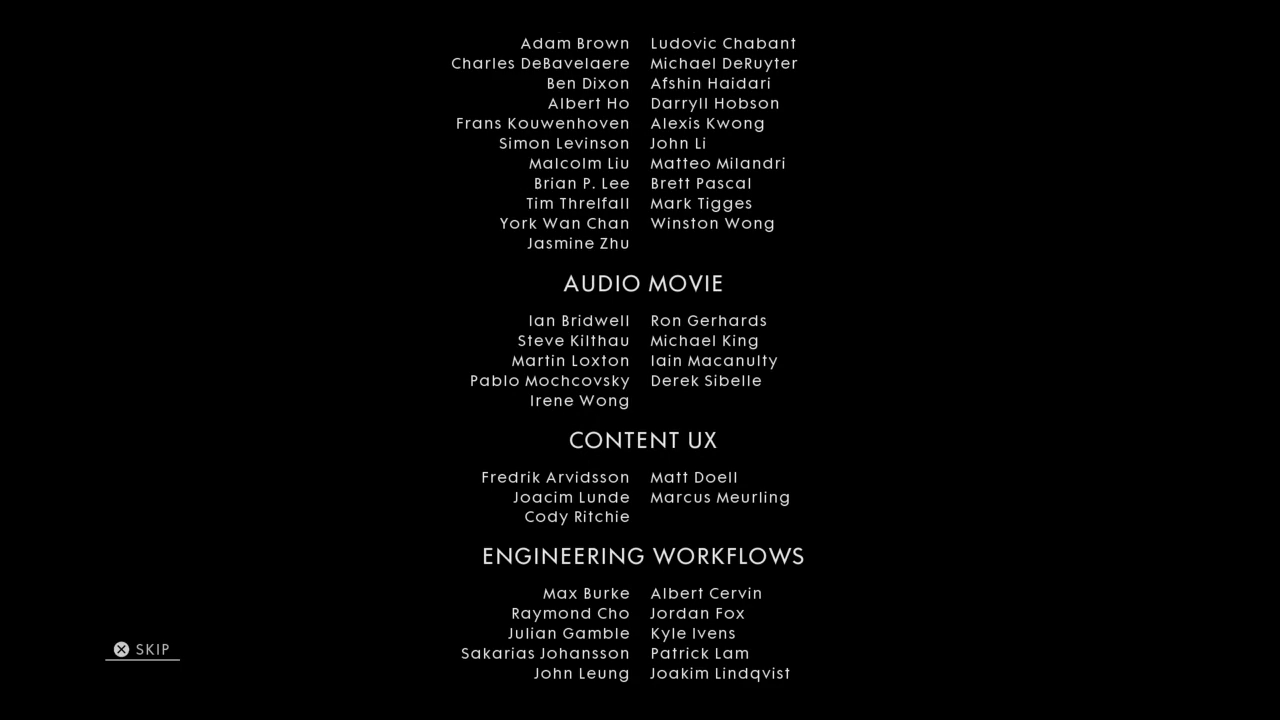 Adam Brown Ludovic Chabant
Charles DeBavelaere Michael DeRuyter
Ben Dixon Afshin Haidari
Albert Ho Darryll Hobson
Frans Kouwenhoven Alexis Kwong
Simon Levinson John Li
Malcolm Liu Matteo Milandri
Brian P. Lee Brett Pascal
Tim Threlfall Mark Tigges
York Wan Chan Winston Wong
Jasmine Zhu
AUDIO MOVIE
Ian Bridwell Ron Gerhards
Steve Kilthau Michael King
Martin Loxton Iain Macanulty
Pablo Mochcovsky Derek Sibelle
Irene Wong
CONTENT UX
Fredrik Arvidsson Matt Doell
Joacim Lunde Marcus Meurling
Cody Ritchie
ENGINEERING WORKFLOWS
Max Burke Albert Cervin
Raymond Cho Jordan Fox
Julian Gamble Kyle Ivens
Sakarias Johansson Patrick Lam
John Leung Joakim Lindqvist
SKIP